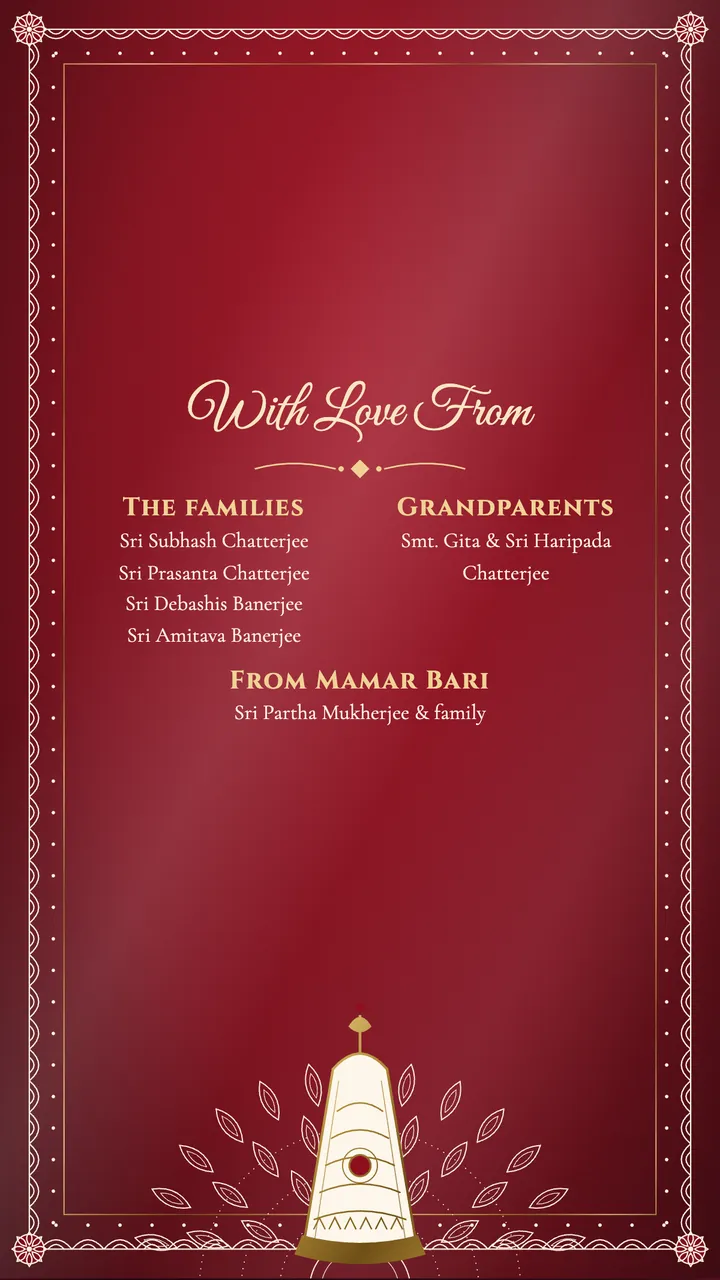 With Love From
The families
Sri Subhash Chatterjee
Sri Prasanta Chatterjee
Sri Debashis Banerjee
Sri Amitava Banerjee
Grandparents
Smt. Gita & Sri Haripada
Chatterjee
From Mamar Bari
Sri Partha Mukherjee & family